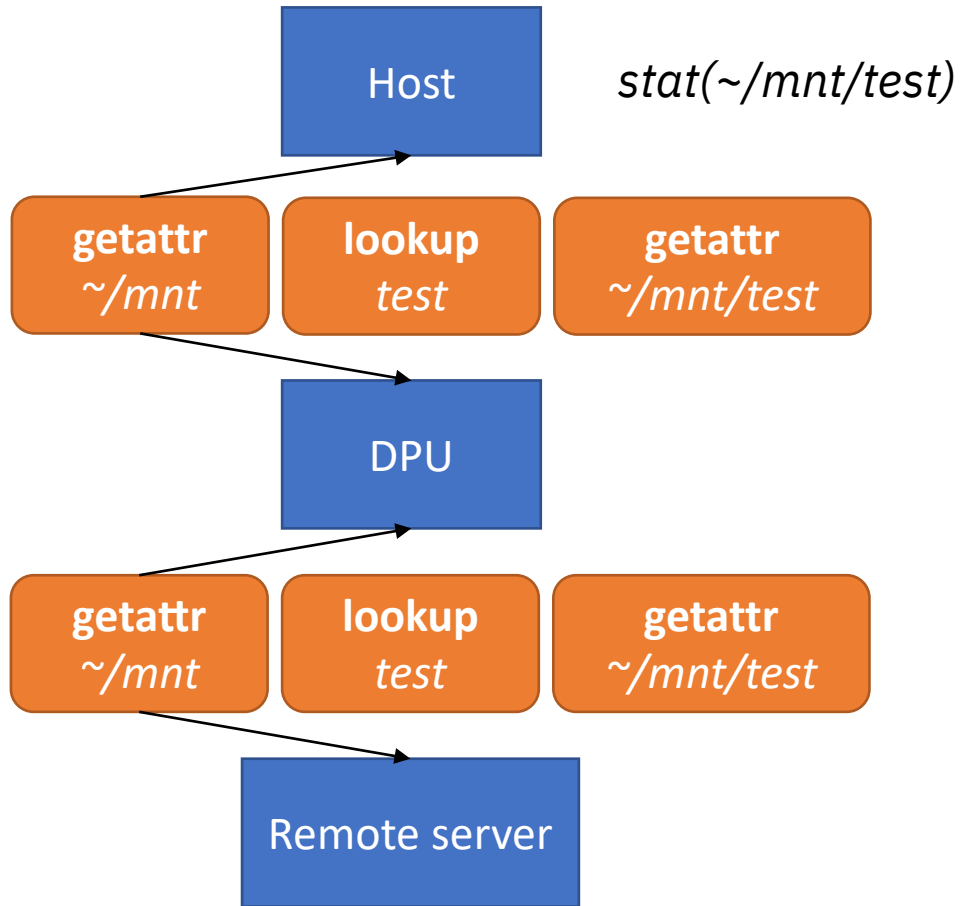 Host
stat(~/mnt/test)
getattr
~/mnt
lookup
test
getattr
~/mnt/test
DPU
getattr
~/mnt
lookup
test
getattr
~/mnt/test
Remote server